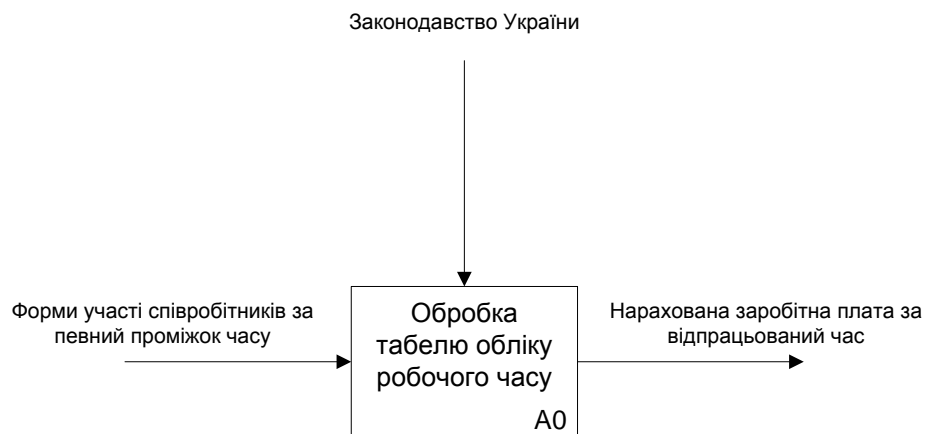 Законодавство України
Форми участі співробітників за
певний проміжок часу
Обробка
табелю обліку
робочого часу
A0
Нарахована заробітна плата за
відпрацьований час